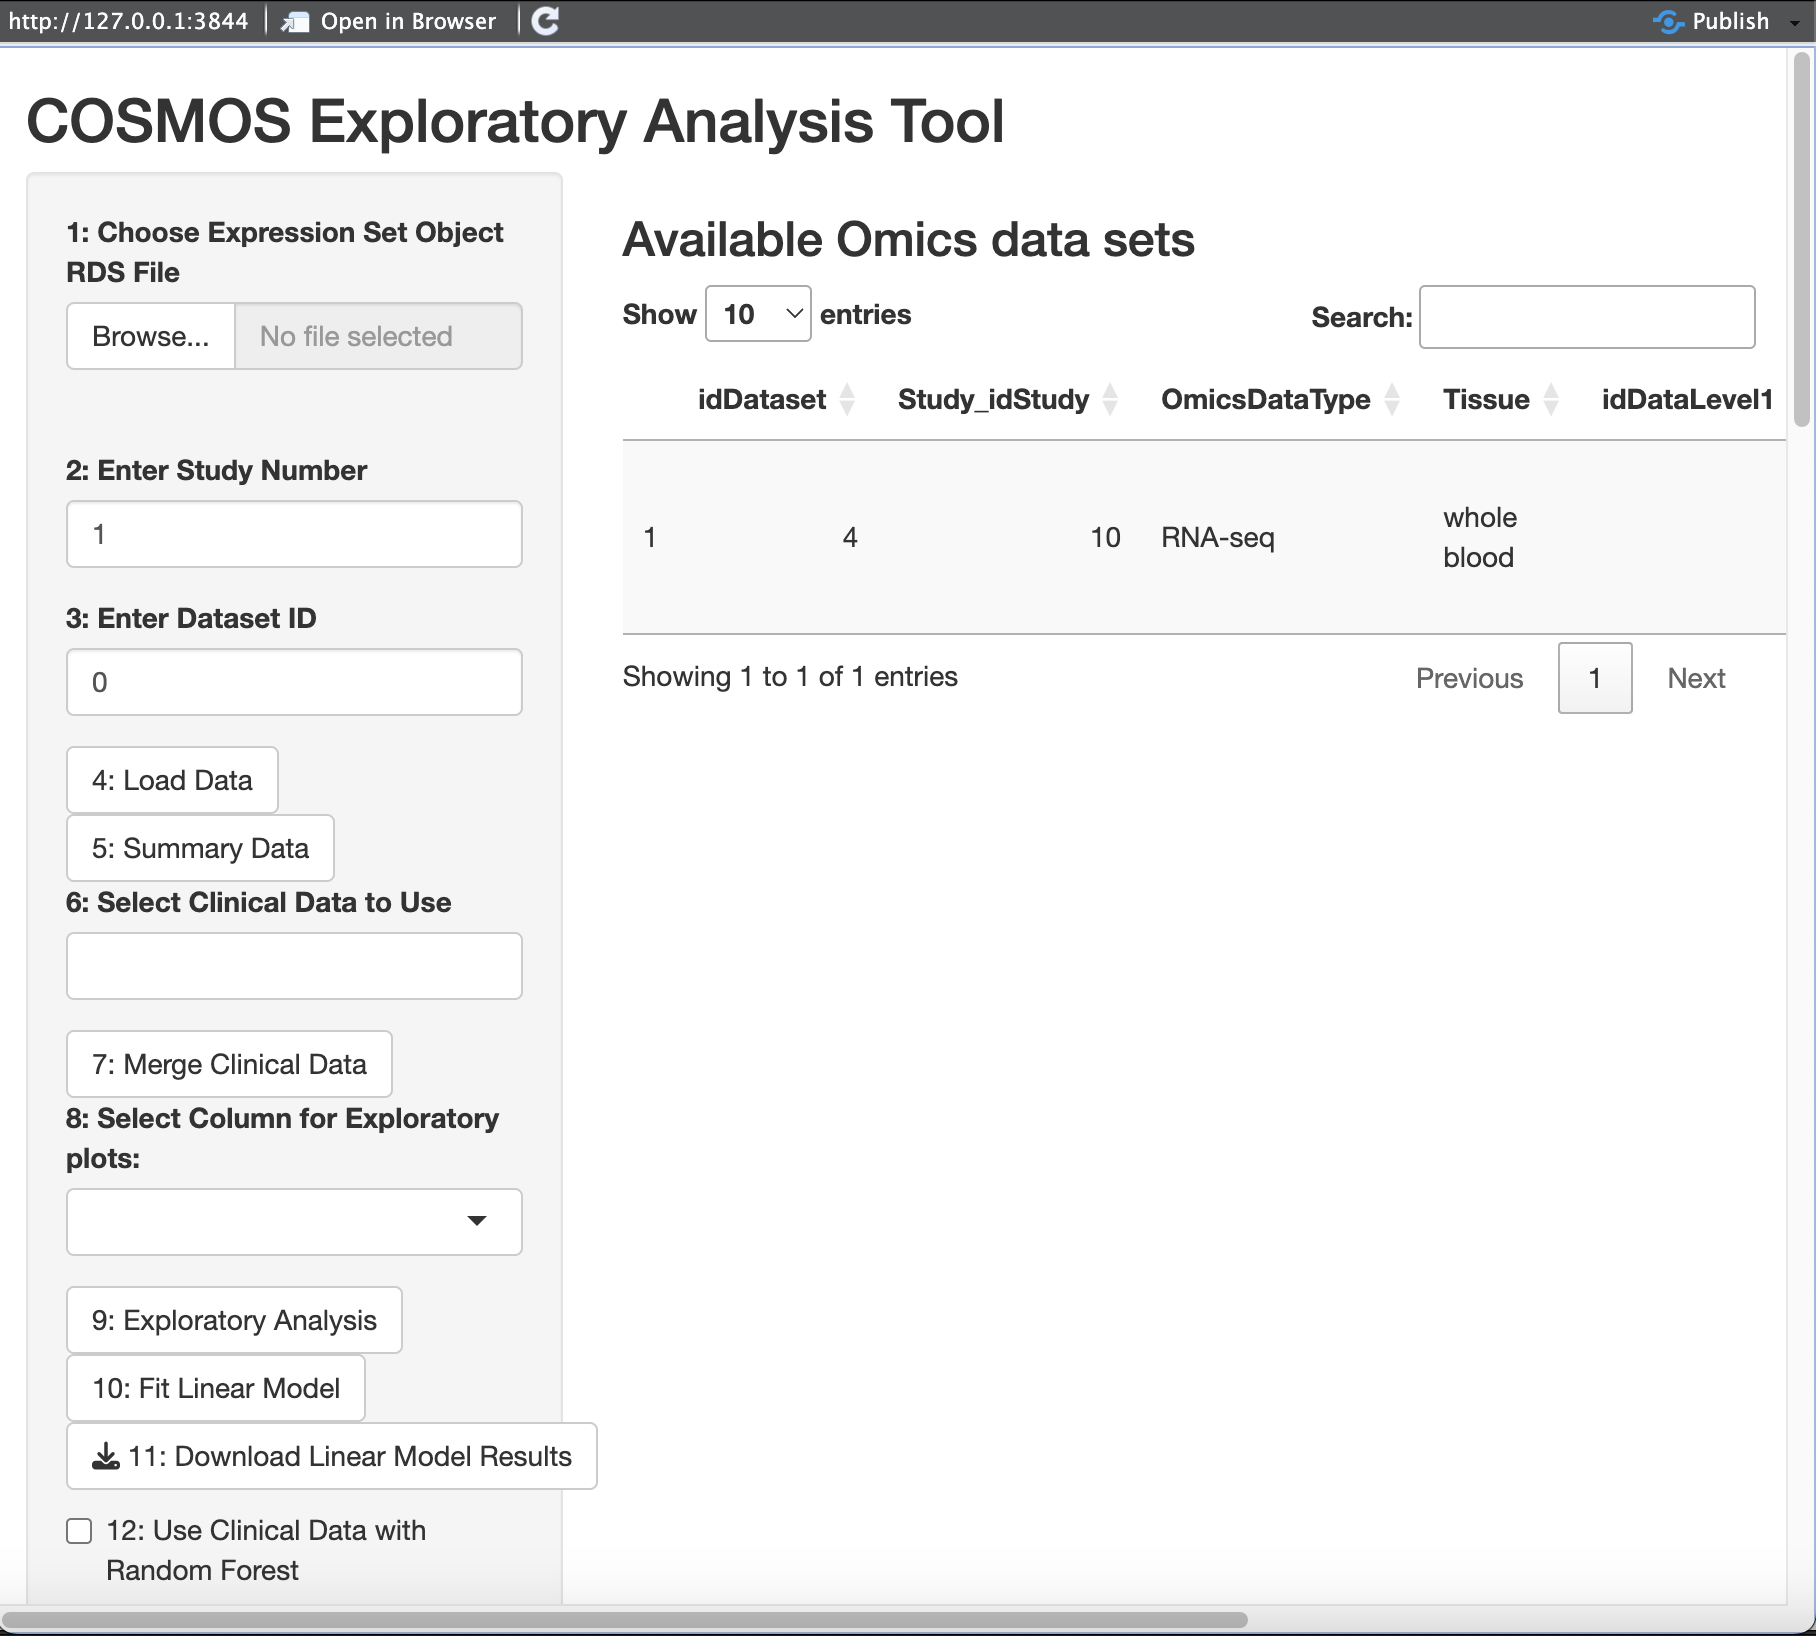 http://127.0.0.1:3844 Open in Browser Publish
COSMOS Exploratory Analysis Tool
1: Choose Expression Set Object
RDS File
Browse... No file selected
2: Enter Study Number
1
3: Enter Dataset ID
0
4: Load Data
5: Summary Data
6: Select Clinical Data to Use
7: Merge Clinical Data
8: Select Column for Exploratory
plots:
9: Exploratory Analysis
10: Fit Linear Model
11: Download Linear Model Results
12: Use Clinical Data with
Random Forest
Available Omics data sets
Show 10 entries Search:
idDataset Study_idStudy OmicsDataType Tissue idDataLevel1
1 4 10 RNA-seq whole
blood
Showing 1 to 1 of 1 entries Previous 1 Next